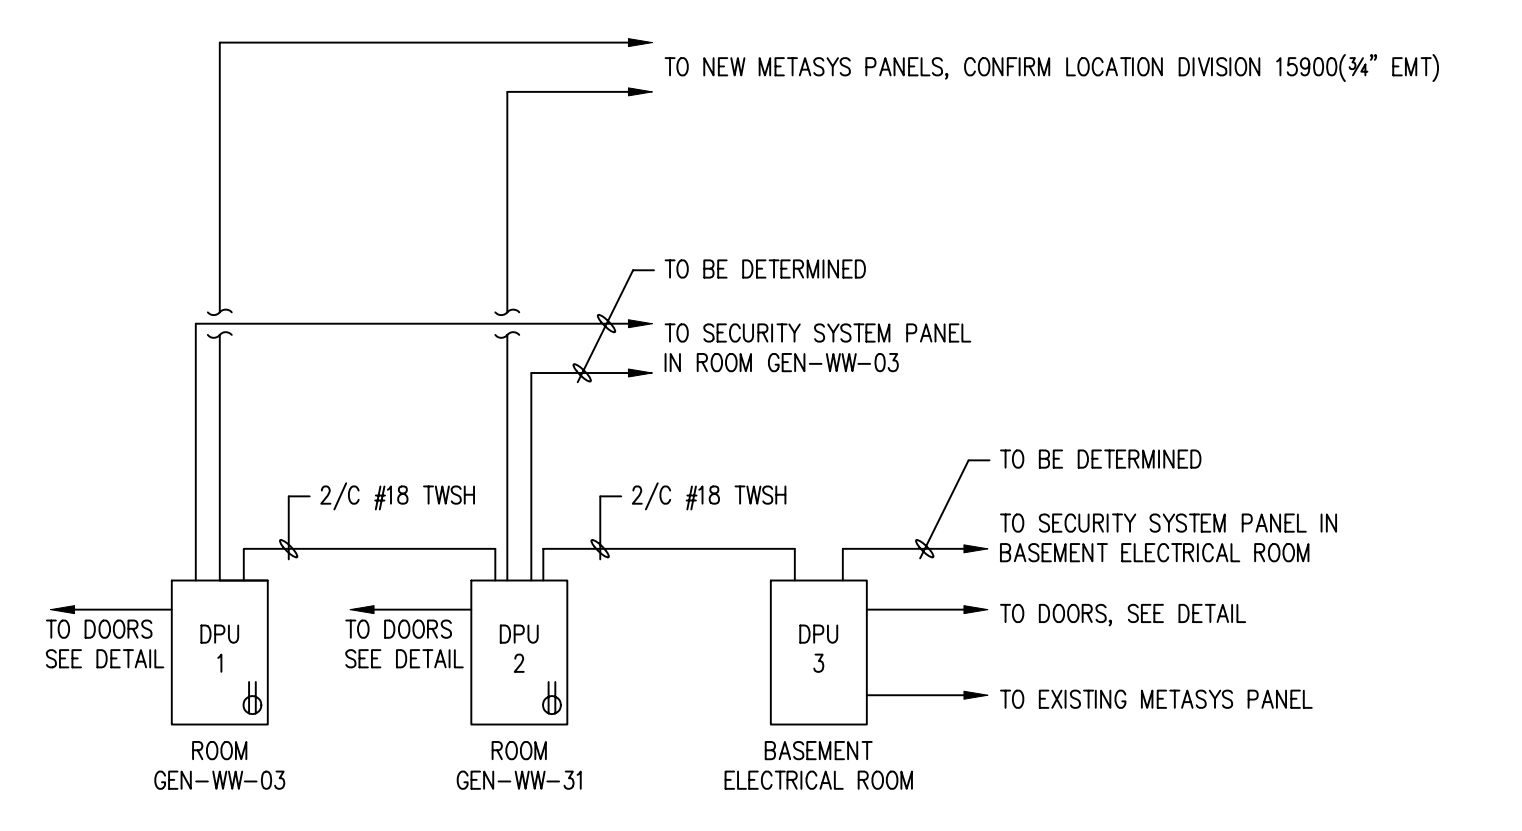 TO NEW METASYS PANELS, CONFIRM LOCATION DIVISION 15900(¾" EMT)
TO BE DETERMINED
TO SECURITY SYSTEM PANEL
IN ROOM GEN-WW-03
TO BE DETERMINED
2/C #18 TWSH
2/C #18 TWSH
TO SECURITY SYSTEM PANEL IN
BASEMENT ELECTRICAL ROOM
TO DOORS
SEE DETAIL
DPU
1
TO DOORS
SEE DETAIL
DPU
2
DPU
3
TO DOORS, SEE DETAIL
TO EXISTING METASYS PANEL
ROOM
GEN-WW-03
ROOM
GEN-WW-31
BASEMENT
ELECTRICAL ROOM